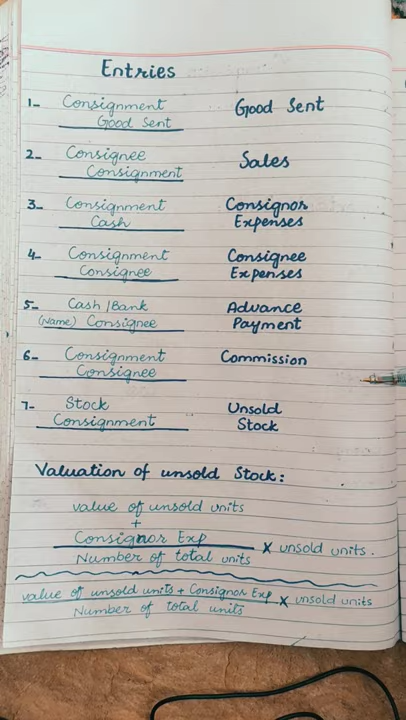 Entries
1- Consignment Good Sent
Good Sent
2- Consignee Sales
Consignment
3- Consignment Consignor
Cash Expenses
4- Consignment Consignee
Consignee Expenses
5- Cash/Bank Advance
(Name) Consignee Payment
6- Consignment Commission
Consignee
7- Stock Unsold
Consignment Stock
Valuation of unsold Stock:
value of unsold units
+
Consignor Exp X unsold units.
Number of total units
value of unsold units + Consignor Exp X unsold units
Number of total units